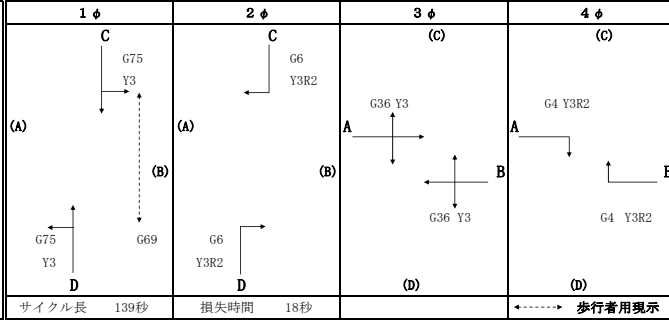 1φ
2φ
3φ
4φ
C
G75
Y3
(A)
(B)
G75
Y3
G69
D
C
G6
Y3R2
(A)
(B)
G6
Y3R2
D
(C)
G36 Y3
A
B
G36 Y3
(D)
(C)
G4 Y3R2
A
B
G4 Y3R2
(D)
サイクル長 139秒
損失時間 18秒
歩行者用現示